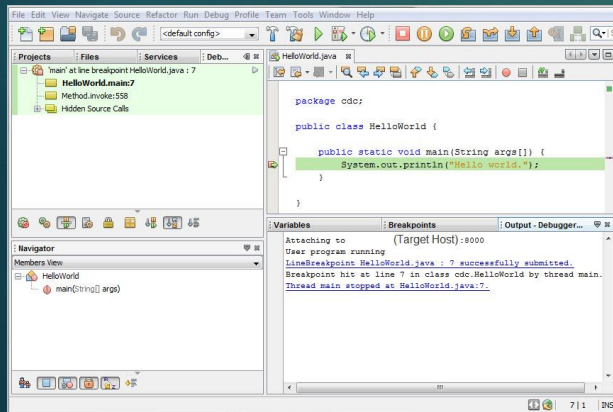 File Edit View Navigate Source Refactor Run Debug Profile Team Tools Window Help
<default config>
Projects Files Services Deb...
'main' at line breakpoint HelloWorld.java : 7
HelloWorld.main:7
Method.invoke:558
Hidden Source Calls
Navigator
Members View
HelloWorld
main(String[] args)
HelloWorld.java
package cdc;
public class HelloWorld {
public static void main(String args[]) {
System.out.println("Hello world.");
}
}
Variables Breakpoints Output - Debugger...
Attaching to (Target Host):8000
User program running
LineBreakpoint HelloWorld.java : 7 successfully submitted.
Breakpoint hit at line 7 in class cdc.HelloWorld by thread main.
Thread main stopped at HelloWorld.java:7.
7 | 1 INS